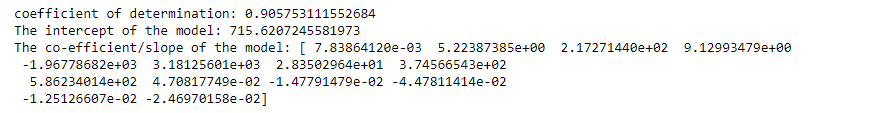 coefficient of determination: 0.905753111552684
The intercept of the model: 715.6207245581973
The co-efficient/slope of the model: [ 7.83864120e-03  5.22387385e+00  2.17271440e+02  9.12993479e+00
 -1.96778682e+03  3.18125601e+03  2.83502964e+01  3.74566543e+02
  5.86234014e+02  4.70817749e-02 -1.47791479e-02 -4.47811414e-02
 -1.25126607e-02 -2.46970158e-02]